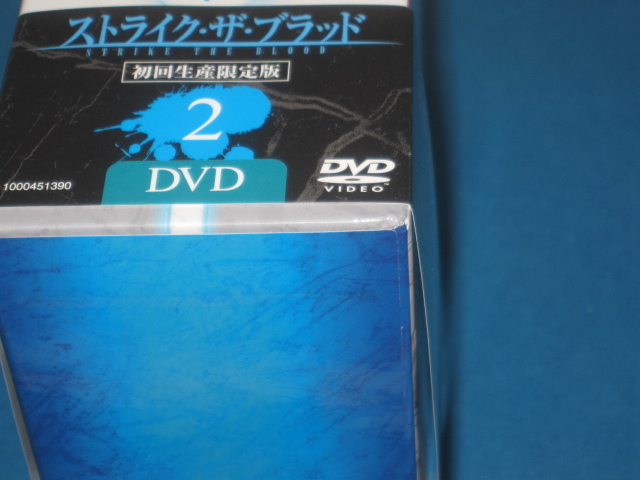 ストライク・ザ・ブラッド
STRIKE THE BLOOD
初回生産限定版
2
DVD
DVD
VIDEO™
1000451390